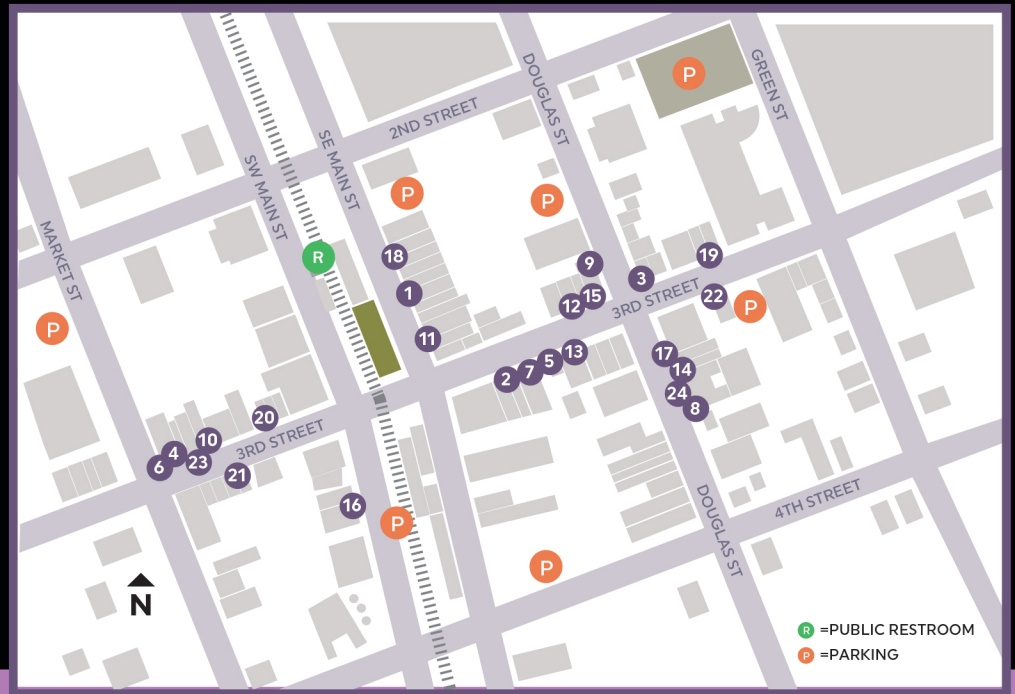 GREEN ST
DOUGLAS ST
P
2ND STREET
SE MAIN ST
SW MAIN ST
P
P
MARKET ST
R
18
9
19
3
1
15
22
12
3RD STREET
P
P
11
13
17
5
14
7
2
24
8
20
3RD STREET
10
4
23
6
21
DOUGLAS ST
4TH STREET
16
P
P
N
R =PUBLIC RESTROOM
P =PARKING